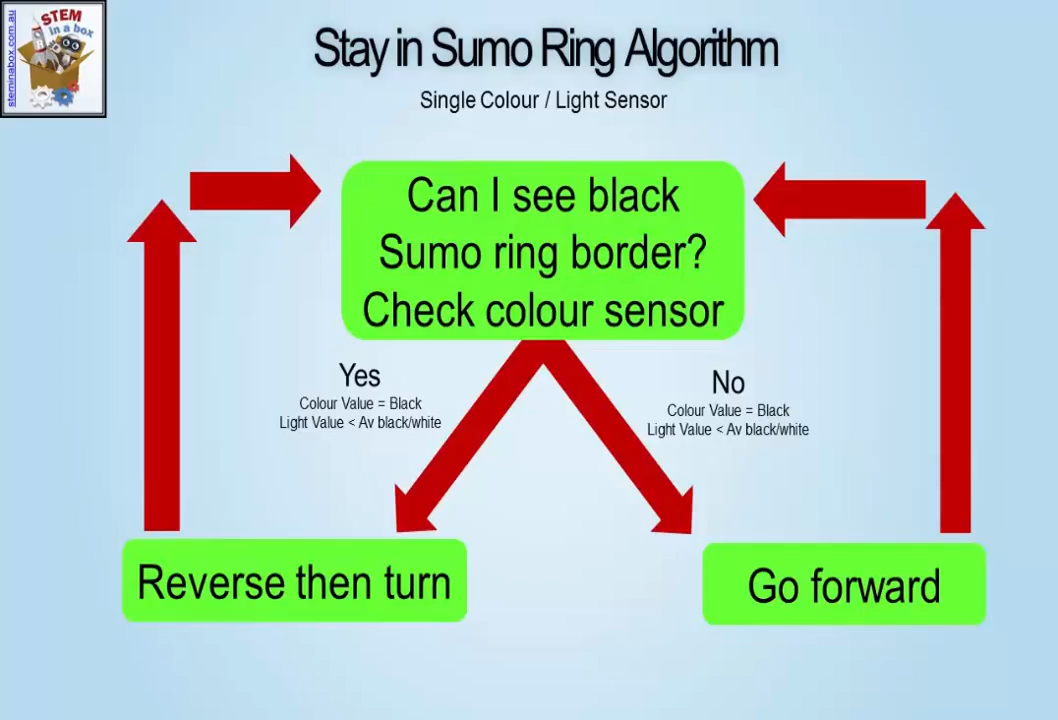 STEM
in a box
steminabox.com.au
Stay in Sumo Ring Algorithm
Single Colour / Light Sensor
Can I see black
Sumo ring border?
Check colour sensor
Yes
Colour Value = Black
Light Value < Av black/white
No
Colour Value = Black
Light Value < Av black/white
Reverse then turn
Go forward